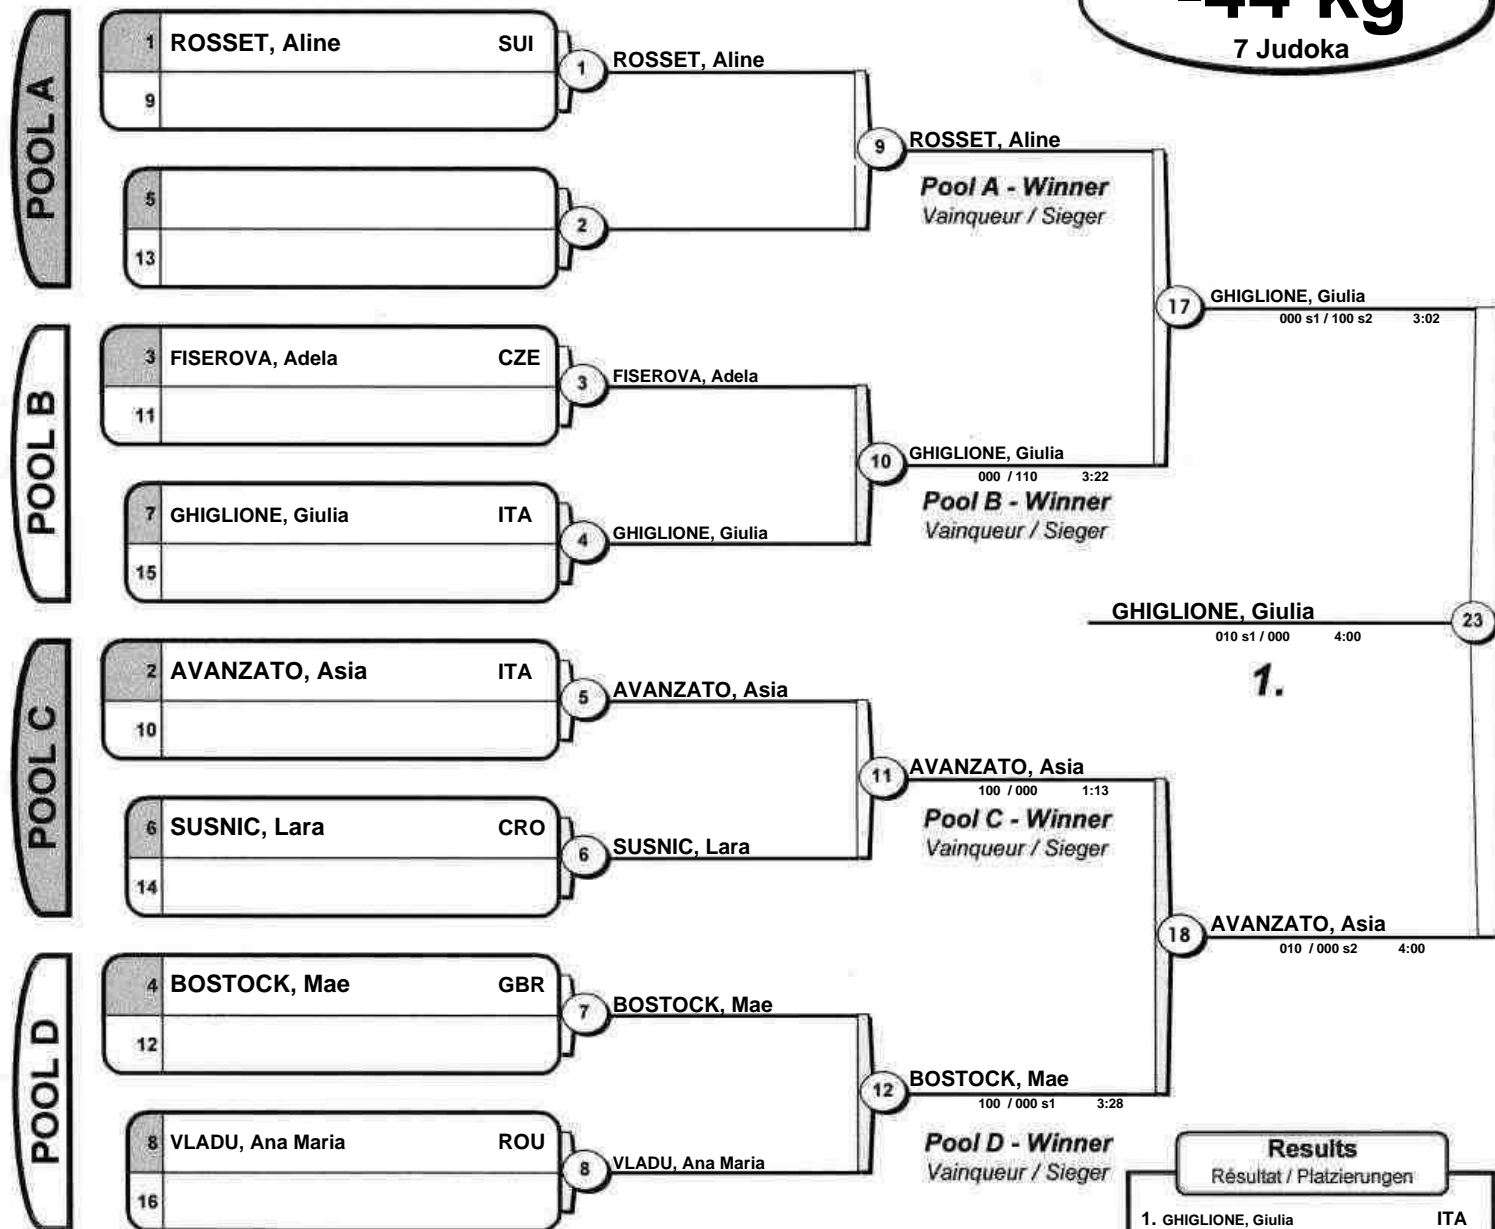 -44 kg
7 Judoka
POOL A
1 ROSSET, Aline SUI
9
5
13
1 ROSSET, Aline
2
9 ROSSET, Aline
Pool A - Winner
Vainqueur / Sieger
POOL B
3 FISEROVA, Adela CZE
11
7 GHIGLIONE, Giulia ITA
15
3 FISEROVA, Adela
4 GHIGLIONE, Giulia
10 GHIGLIONE, Giulia
000 / 110 3:22
Pool B - Winner
Vainqueur / Sieger
17 GHIGLIONE, Giulia
000 s1 / 100 s2 3:02
GHIGLIONE, Giulia 23
010 s1 / 000 4:00
1.
POOL C
2 AVANZATO, Asia ITA
10
6 SUSNIC, Lara CRO
14
5 AVANZATO, Asia
6 SUSNIC, Lara
11 AVANZATO, Asia
100 / 000 1:13
Pool C - Winner
Vainqueur / Sieger
18 AVANZATO, Asia
010 / 000 s2 4:00
POOL D
4 BOSTOCK, Mae GBR
12
8 VLADU, Ana Maria ROU
16
7 BOSTOCK, Mae
8 VLADU, Ana Maria
12 BOSTOCK, Mae
100 / 000 s1 3:28
Pool D - Winner
Vainqueur / Sieger
Results
Résultat / Platzierungen
1. GHIGLIONE, Giulia ITA